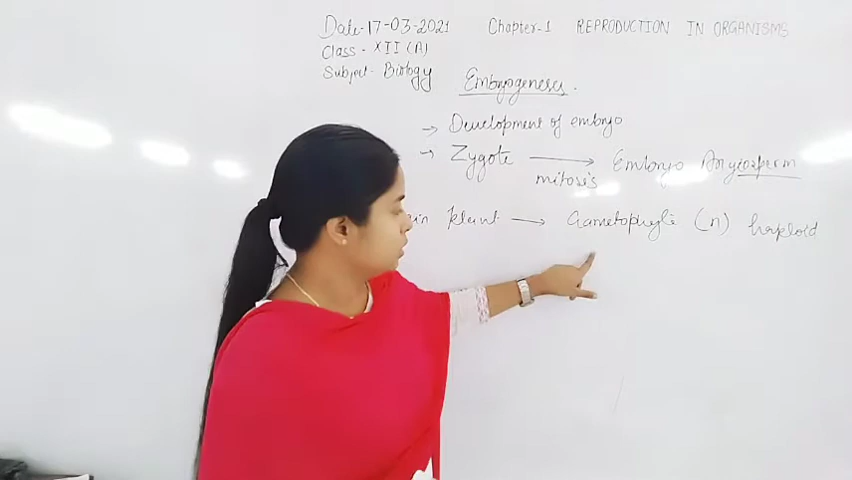 Date-17-03-2021 Chapter-1 REPRODUCTION IN ORGANISMS
Class - XII (A)
Subject- Biology
Embryogenesis.
→ Development of embryo
→ Zygote → Embryo Angiosperm
mitosis
plant → Gametophyte (n) haploid